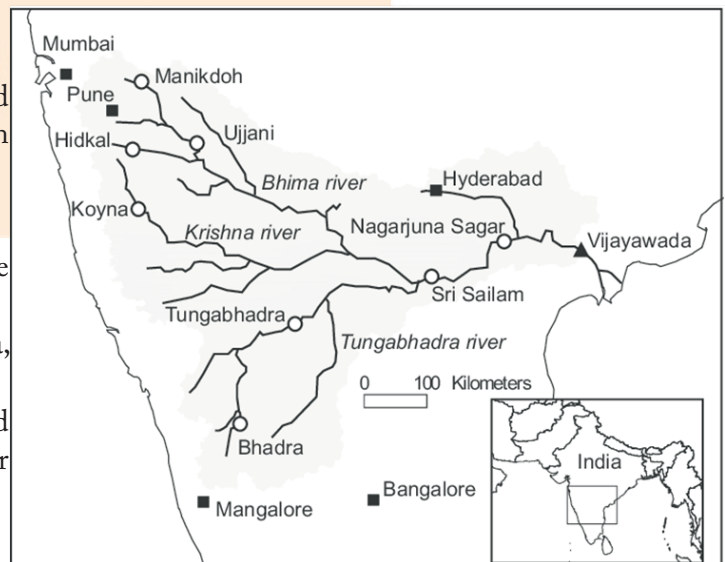 Mumbai
Manikdoh
Pune
Ujjani
Hidkal
Bhima river
Hyderabad
Koyna
Krishna river
Nagarjuna Sagar
Vijayawada
Sri Sailam
Tungabhadra
Tungabhadra river
0 100 Kilometers
Bhadra
India
Bangalore
Mangalore